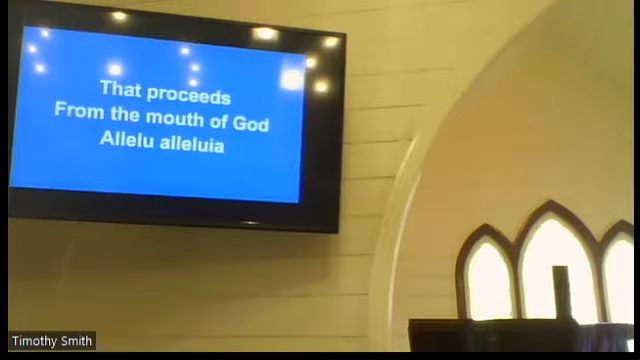 That proceeds
From the mouth of God
Allelu alleluia
Timothy Smith